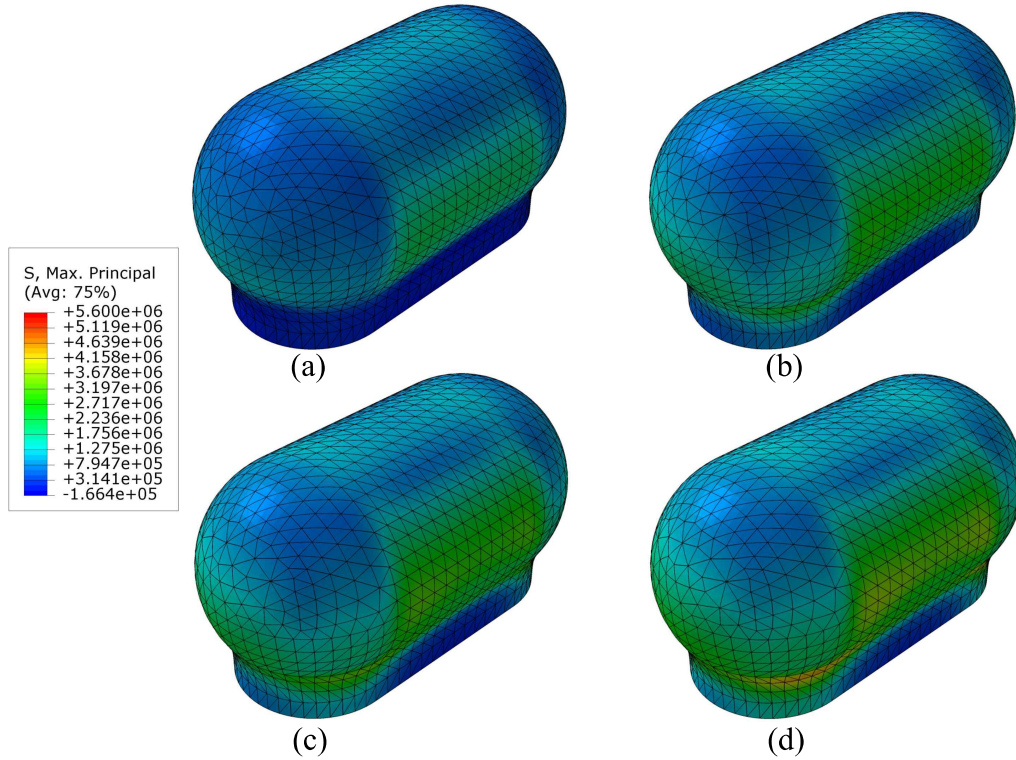 (a)
(b)
S, Max. Principal
(Avg: 75%)
+5.600e+06
+5.119e+06
+4.639e+06
+4.158e+06
+3.678e+06
+3.197e+06
+2.717e+06
+2.236e+06
+1.756e+06
+1.275e+06
+7.947e+05
+3.141e+05
-1.664e+05
(c)
(d)